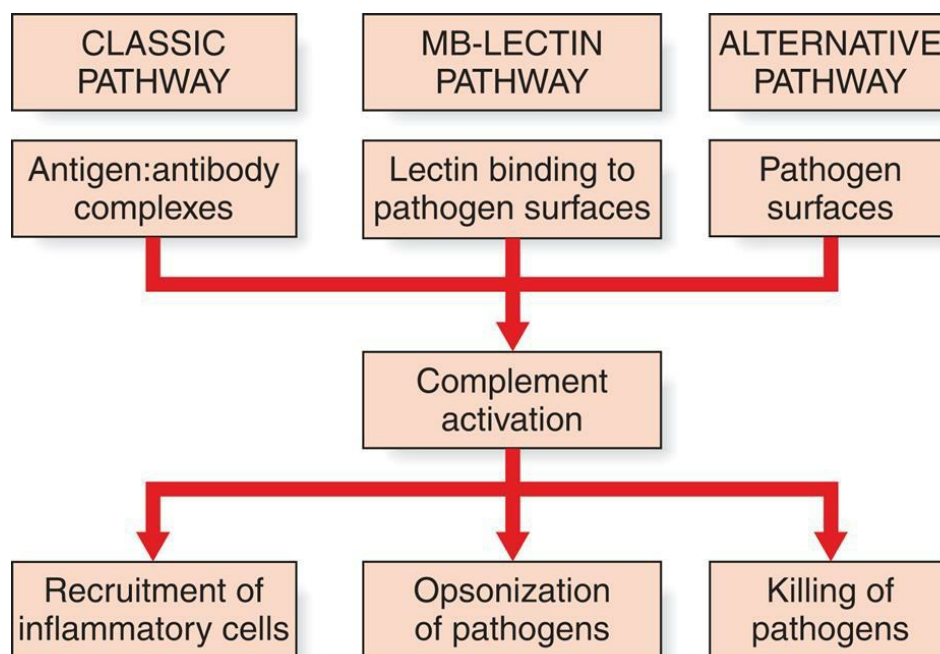 CLASSIC
PATHWAY
MB-LECTIN
PATHWAY
ALTERNATIVE
PATHWAY
Antigen:antibody
complexes
Lectin binding to
pathogen surfaces
Pathogen
surfaces
Complement
activation
Recruitment of
inflammatory cells
Opsonization
of pathogens
Killing of
pathogens